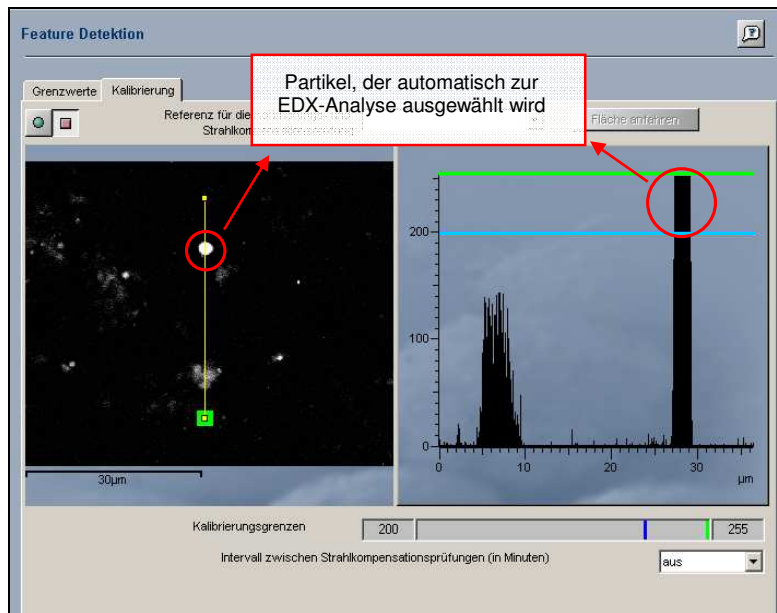 Feature Detektion
Partikel, der automatisch zur
EDX-Analyse ausgewählt wird
Grenzwerte
Kalibrierung
Referenz für die
Strahlkom
Fläche anfahren
200
100
0
0
10
20
30
µm
30µm
Kalibrierungsgrenzen
200
255
Intervall zwischen Strahlkompensationsprüfungen (in Minuten)
aus